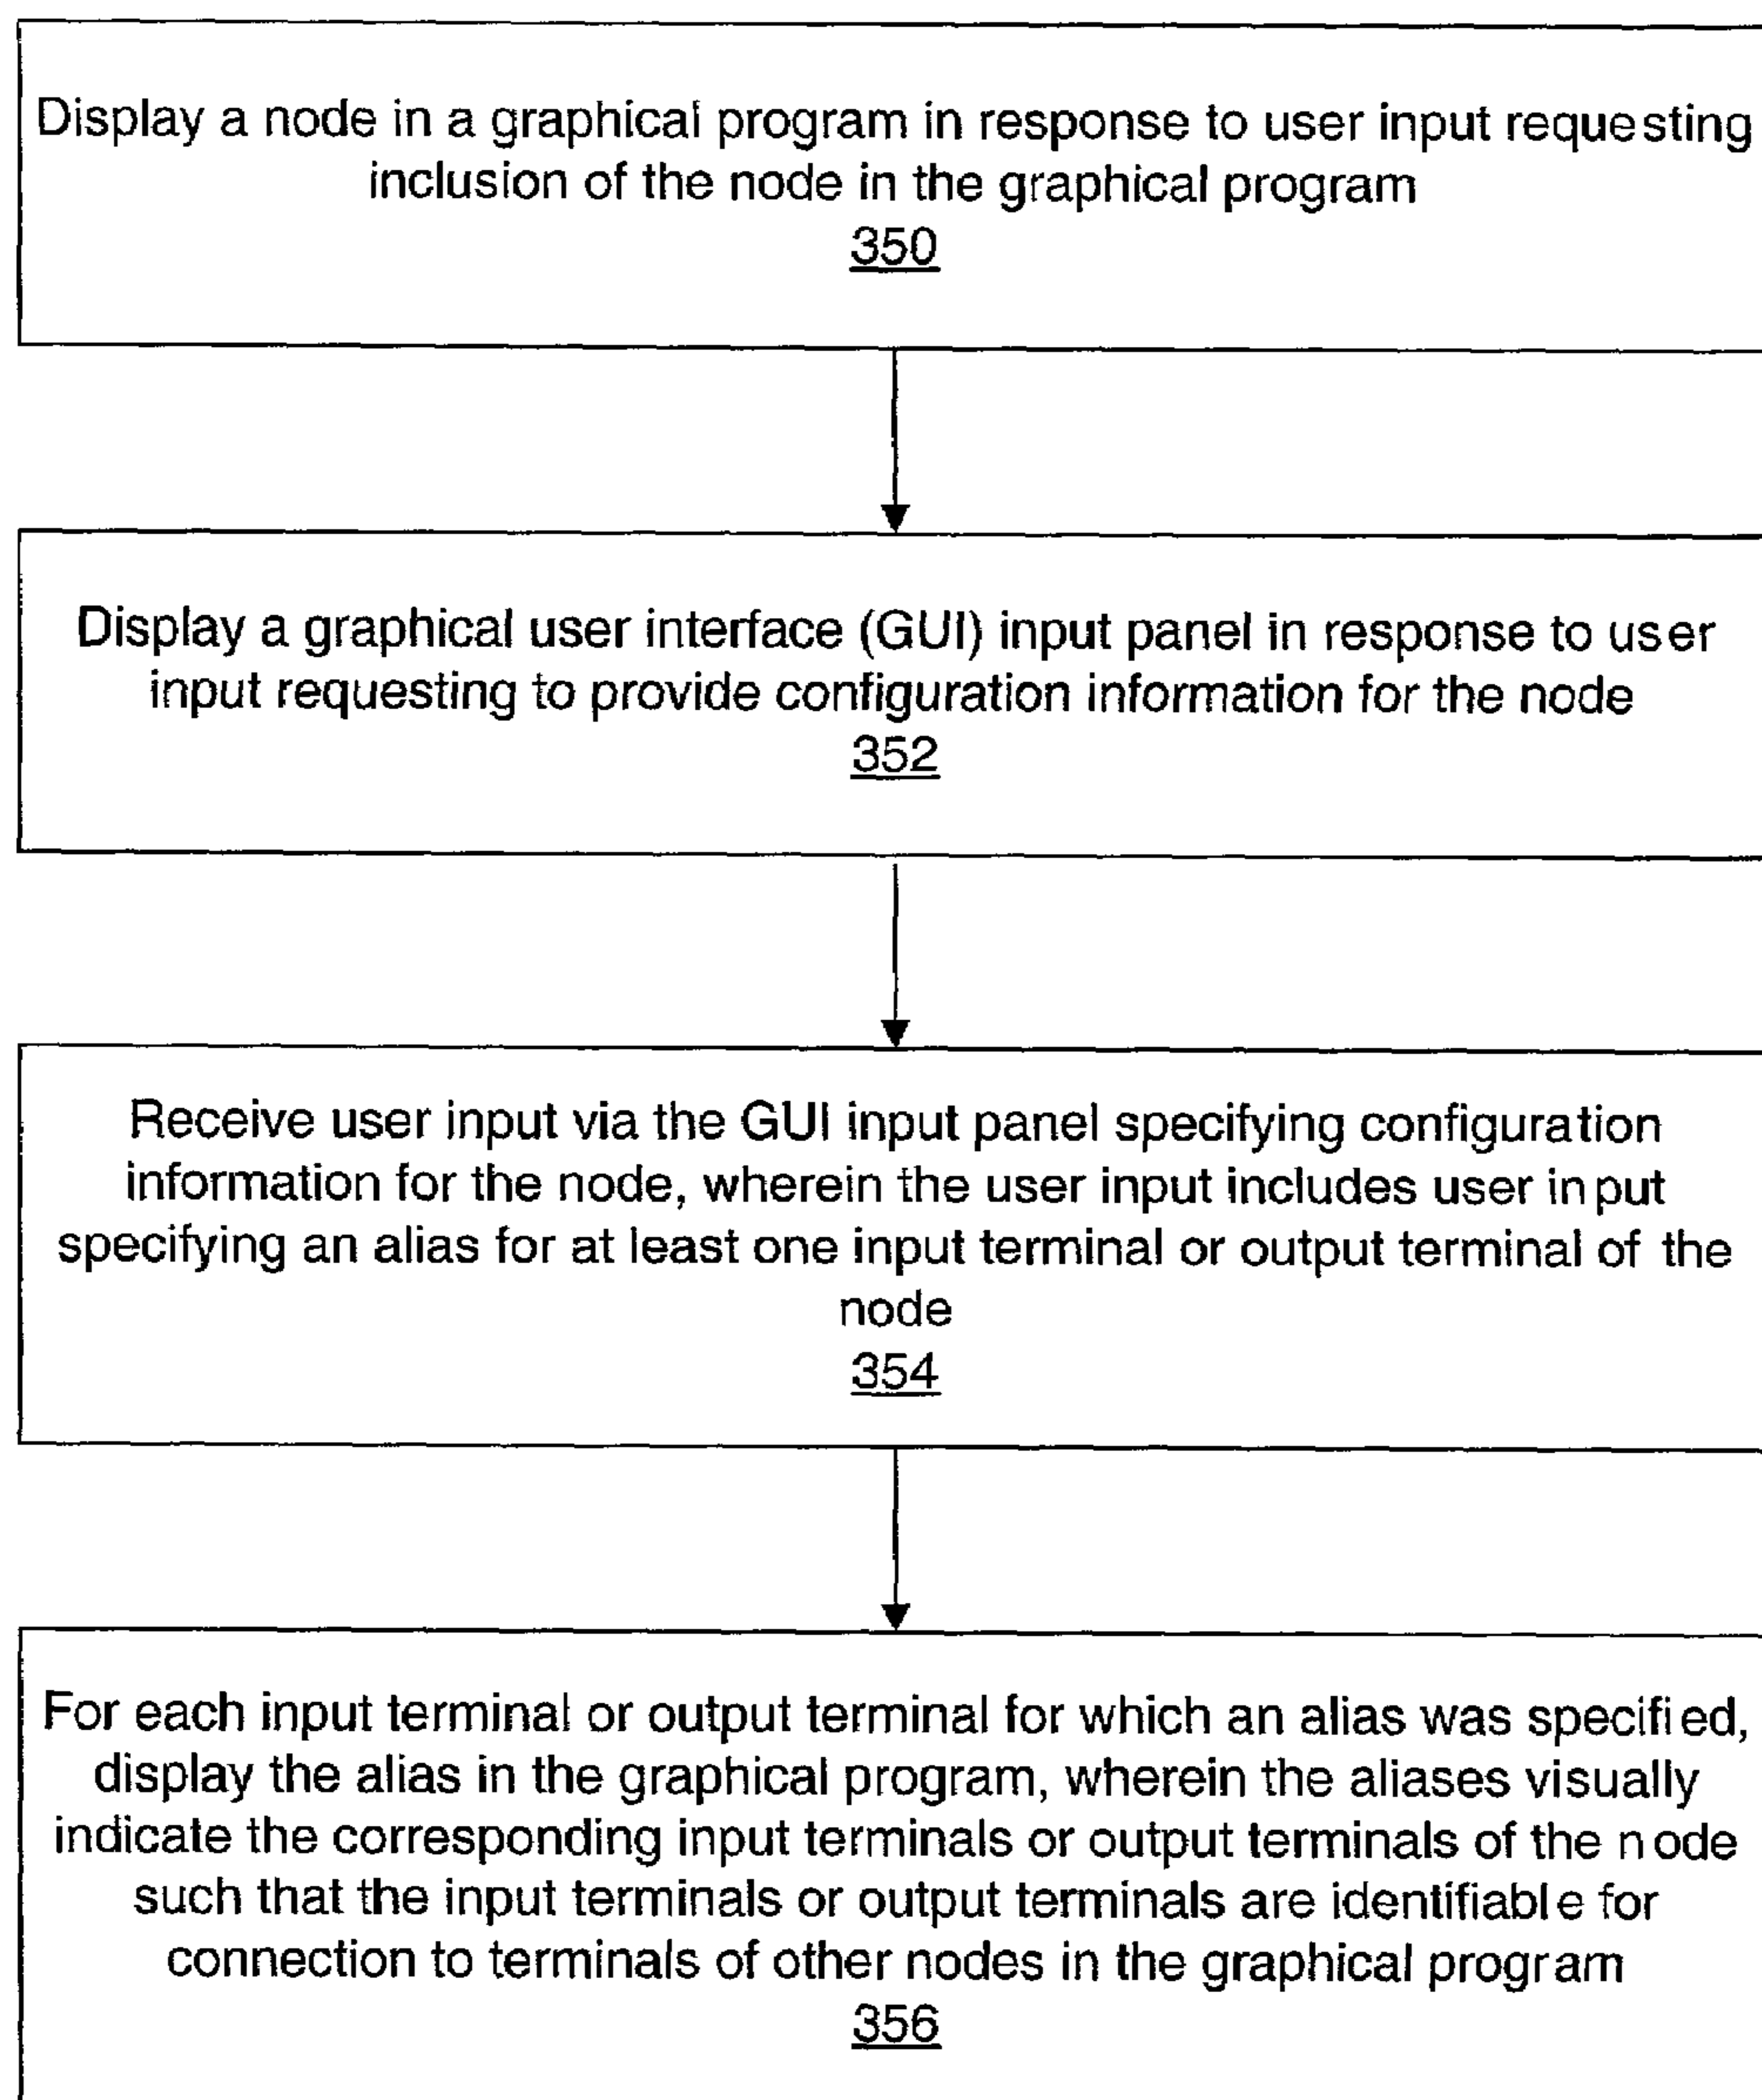 Display a node in a graphical program in response to user input requesting
inclusion of the node in the graphical program
350
Display a graphical user interface (GUI) input panel in response to user
input requesting to provide configuration information for the node
352
Receive user input via the GUI input panel specifying configuration
information for the node, wherein the user input includes user input
specifying an alias for at least one input terminal or output terminal of the
node
354
For each input terminal or output terminal for which an alias was specified,
display the alias in the graphical program, wherein the aliases visually
indicate the corresponding input terminals or output terminals of the node
such that the input terminals or output terminals are identifiable for
connection to terminals of other nodes in the graphical program
356